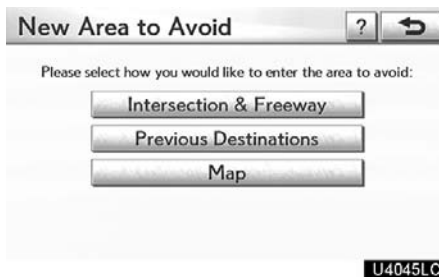 New Area to Avoid
?
Please select how you would like to enter the area to avoid:
Intersection & Freeway
Previous Destinations
Map
U4045LC